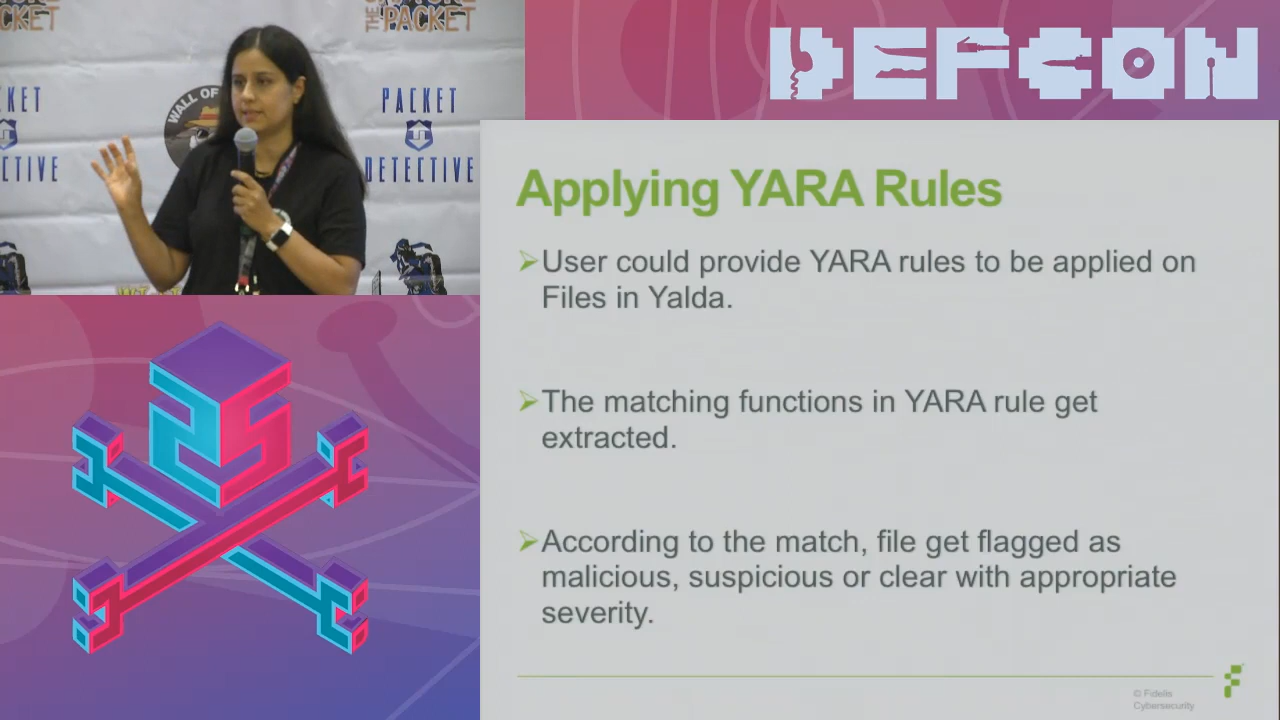 PACKET
WALL OF
PACKET
DETECTIVE
DEFCON
Applying YARA Rules
User could provide YARA rules to be applied on
Files in Yalda.
The matching functions in YARA rule get
extracted.
According to the match, file get flagged as
malicious, suspicious or clear with appropriate
severity.
© Fidelis
Cybersecurity